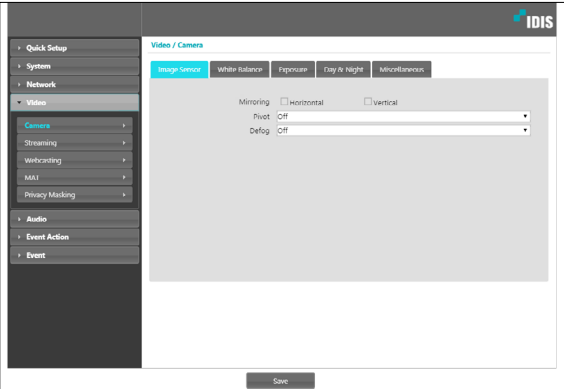 IDIS
Quick Setup
System
Network
Video
Camera
Streaming
Webcasting
MAT
Privacy Masking
Audio
Event Action
Event
Video / Camera
Image Sensor White Balance Exposure Day & Night Miscellaneous
Mirroring Horizontal Vertical
Pivot Off
Defog Off
Save